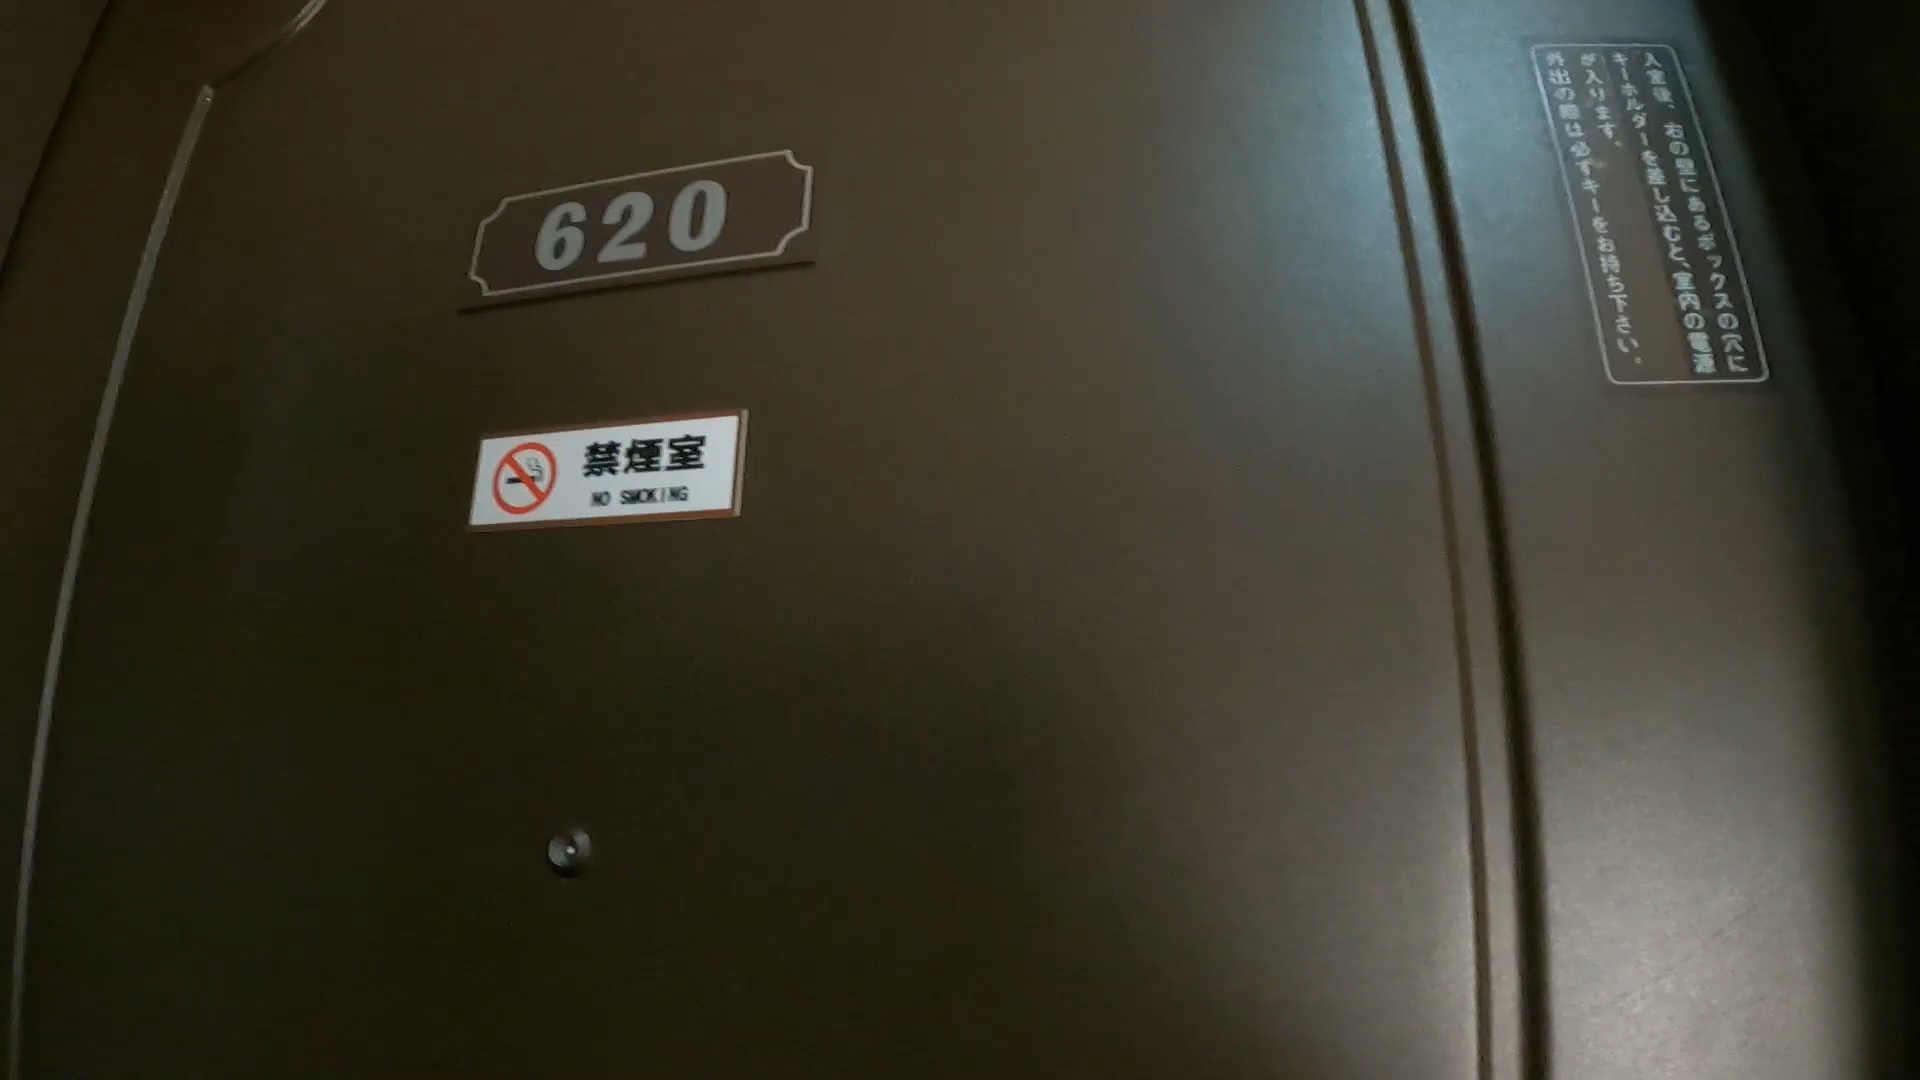 620
禁煙室
NO SMOKING
入室後、右の壁にあるボックスの穴に
キーホルダーを差し込むと、室内の電源
が入ります。
外出の際は必ずキーをお持ち下さい。